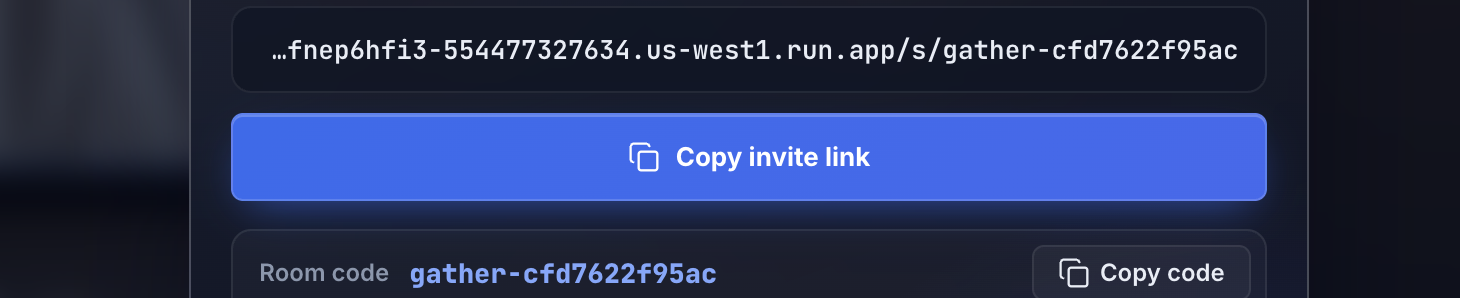 …fnep6hfi3-554477327634.us-west1.run.app/s/gather-cfd7622f95ac
Copy invite link
Room code gather-cfd7622f95ac Copy code